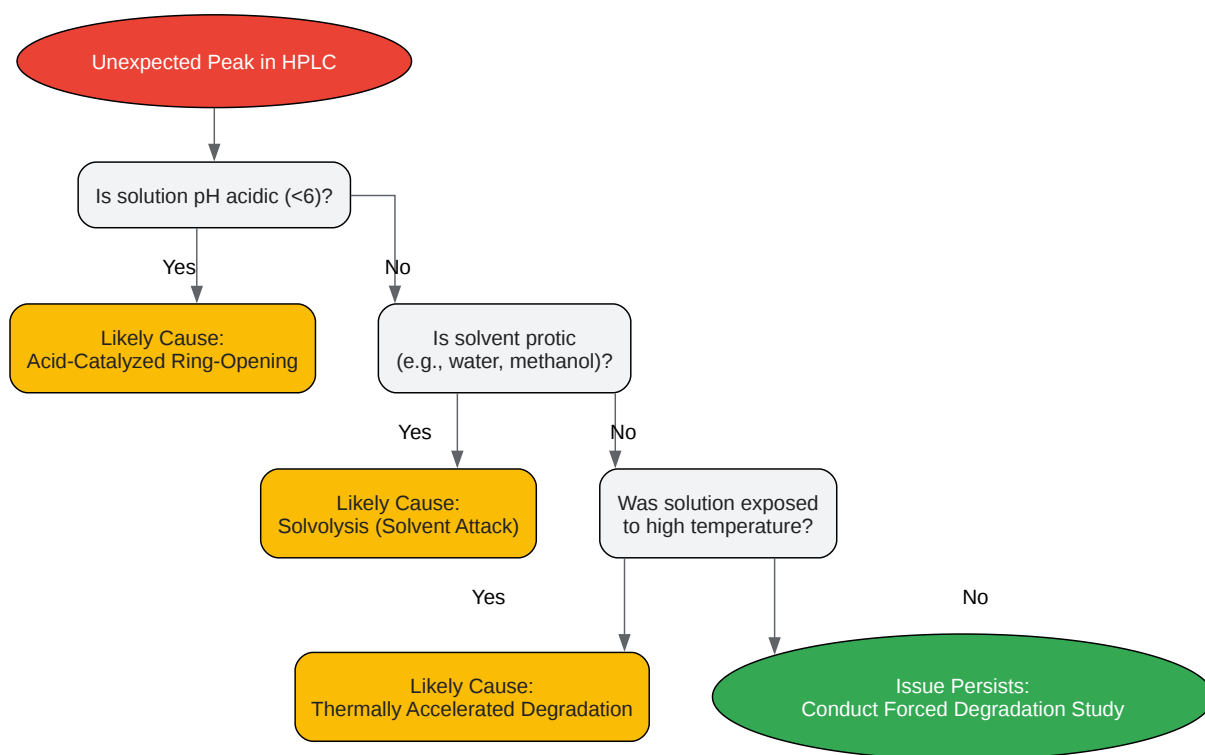 Unexpected Peak in HPLC
Is solution pH acidic (<6)?
Yes
No
Likely Cause:
Acid-Catalyzed Ring-Opening
Is solvent protic
(e.g., water, methanol)?
Yes
No
Likely Cause:
Solvolysis (Solvent Attack)
Was solution exposed
to high temperature?
Yes
No
Likely Cause:
Thermally Accelerated Degradation
Issue Persists:
Conduct Forced Degradation Study